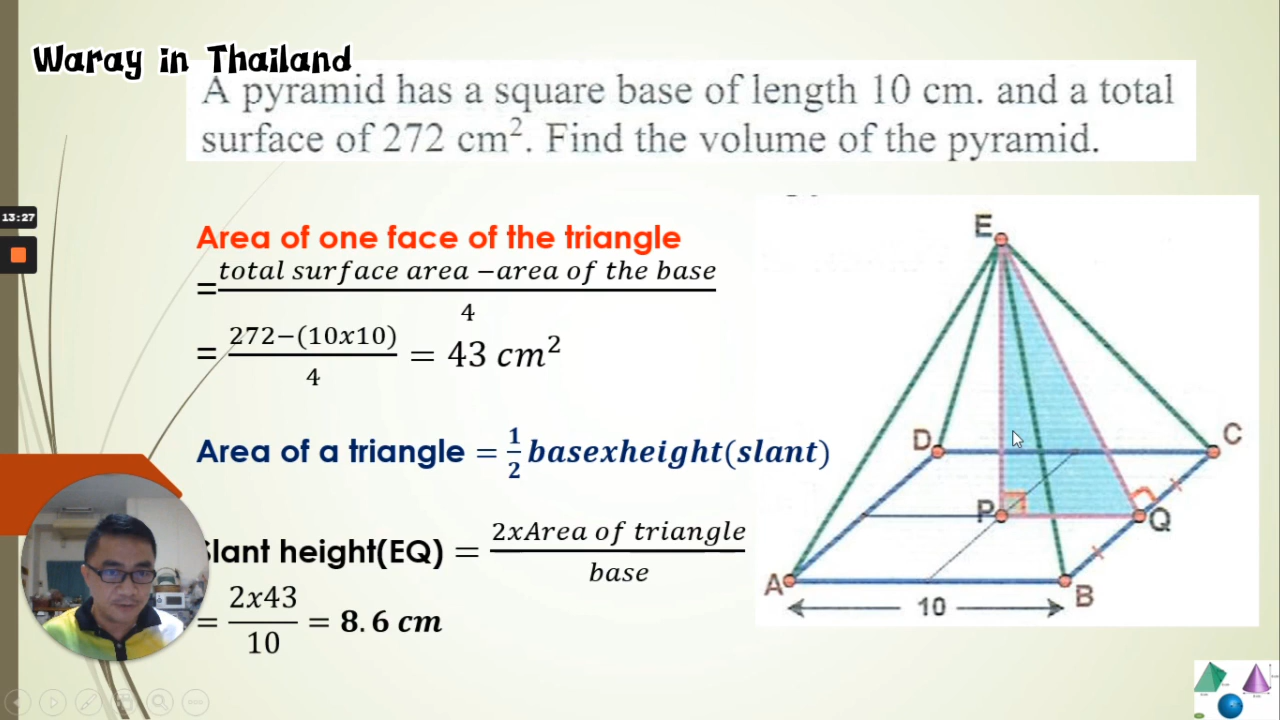 Waray in Thailand
A pyramid has a square base of length 10 cm. and a total
surface of 272 cm². Find the volume of the pyramid.
13:27
Area of one face of the triangle
= total surface area −area of the base / 4
= 272−(10x10) / 4 = 43 cm²
Area of a triangle = 1/2 basexheight(slant)
Slant height(EQ) = 2xArea of triangle / base
= 2x43 / 10 = 8.6 cm
E
D
C
P
Q
A
B
10